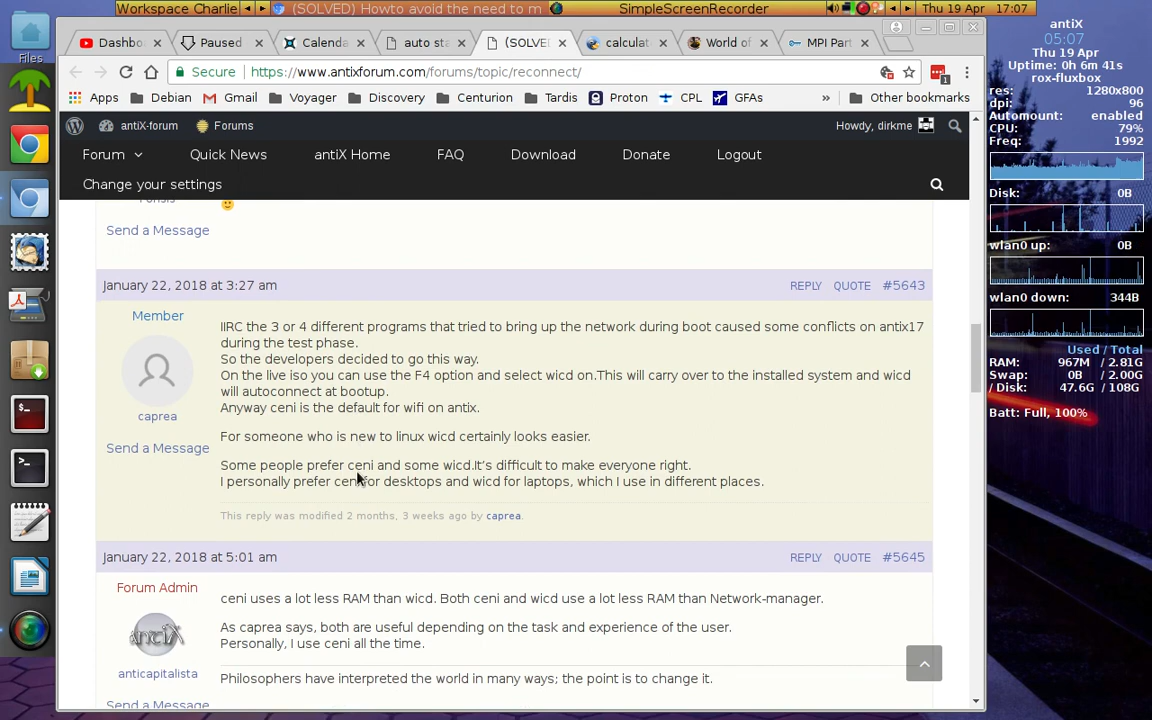 Workspace Charlie
(SOLVED) Howto avoid the need to m
SimpleScreenRecorder
Thu 19 Apr 17:07
Dashbo
Paused
Calenda
auto sta
(SOLVE
calculat
World of
MPI Part
Secure
https://www.antixforum.com/forums/topic/reconnect/
1
Apps
Debian
Gmail
Voyager
Discovery
Centurion
Tardis
Proton
CPL
GFAs
»
Other bookmarks
antiX-forum
Forums
Howdy, dirkme
Forum
Quick News
antiX Home
FAQ
Download
Donate
Logout
Change your settings
Send a Message
January 22, 2018 at 3:27 am
REPLY QUOTE #5643
Member
caprea
Send a Message
IIRC the 3 or 4 different programs that tried to bring up the network during boot caused some conflicts on antix17
during the test phase.
So the developers decided to go this way.
On the live iso you can use the F4 option and select wicd on.This will carry over to the installed system and wicd
will autoconnect at bootup.
Anyway ceni is the default for wifi on antix.
For someone who is new to linux wicd certainly looks easier.
Some people prefer ceni and some wicd.It's difficult to make everyone right.
I personally prefer ceni for desktops and wicd for laptops, which I use in different places.
This reply was modified 2 months, 3 weeks ago by caprea.
January 22, 2018 at 5:01 am
REPLY QUOTE #5645
Forum Admin
antiX
anticapitalista
Send a Message
ceni uses a lot less RAM than wicd. Both ceni and wicd use a lot less RAM than Network-manager.
As caprea says, both are useful depending on the task and experience of the user.
Personally, I use ceni all the time.
Philosophers have interpreted the world in many ways; the point is to change it.
Files
antiX
05:07
Thu 19 Apr
Uptime: 0h 6m 41s
rox-fluxbox
res: 1280x800
dpi: 96
Automount: enabled
CPU: 79%
Freq: 1992
Disk: 0B
wlan0 up: 0B
wlan0 down: 344B
Used / Total
RAM: 967M / 2.81G
Swap: 0B / 2.00G
/ Disk: 47.6G / 108G
Batt: Full, 100%